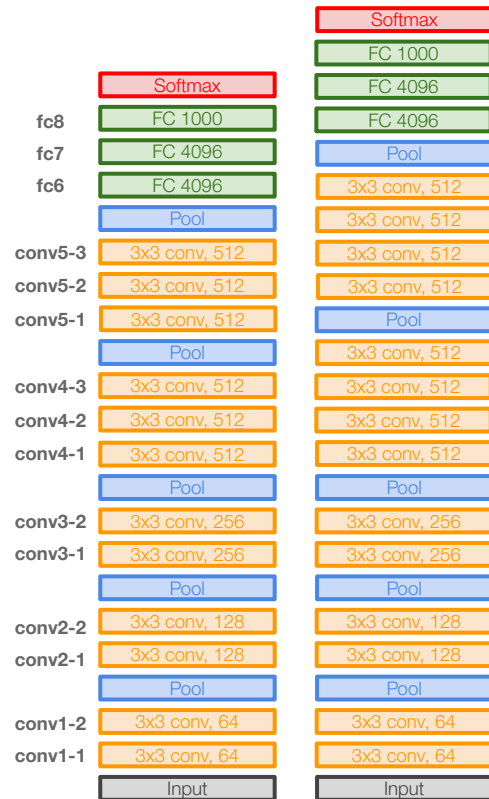 Softmax
fc8 FC 1000
fc7 FC 4096
fc6 FC 4096
Pool
conv5-3 3x3 conv, 512
conv5-2 3x3 conv, 512
conv5-1 3x3 conv, 512
Pool
conv4-3 3x3 conv, 512
conv4-2 3x3 conv, 512
conv4-1 3x3 conv, 512
Pool
conv3-2 3x3 conv, 256
conv3-1 3x3 conv, 256
Pool
conv2-2 3x3 conv, 128
conv2-1 3x3 conv, 128
Pool
conv1-2 3x3 conv, 64
conv1-1 3x3 conv, 64
Input
Softmax
FC 1000
FC 4096
FC 4096
Pool
3x3 conv, 512
3x3 conv, 512
3x3 conv, 512
3x3 conv, 512
Pool
3x3 conv, 512
3x3 conv, 512
3x3 conv, 512
3x3 conv, 512
Pool
3x3 conv, 256
3x3 conv, 256
Pool
3x3 conv, 128
3x3 conv, 128
Pool
3x3 conv, 64
3x3 conv, 64
Input